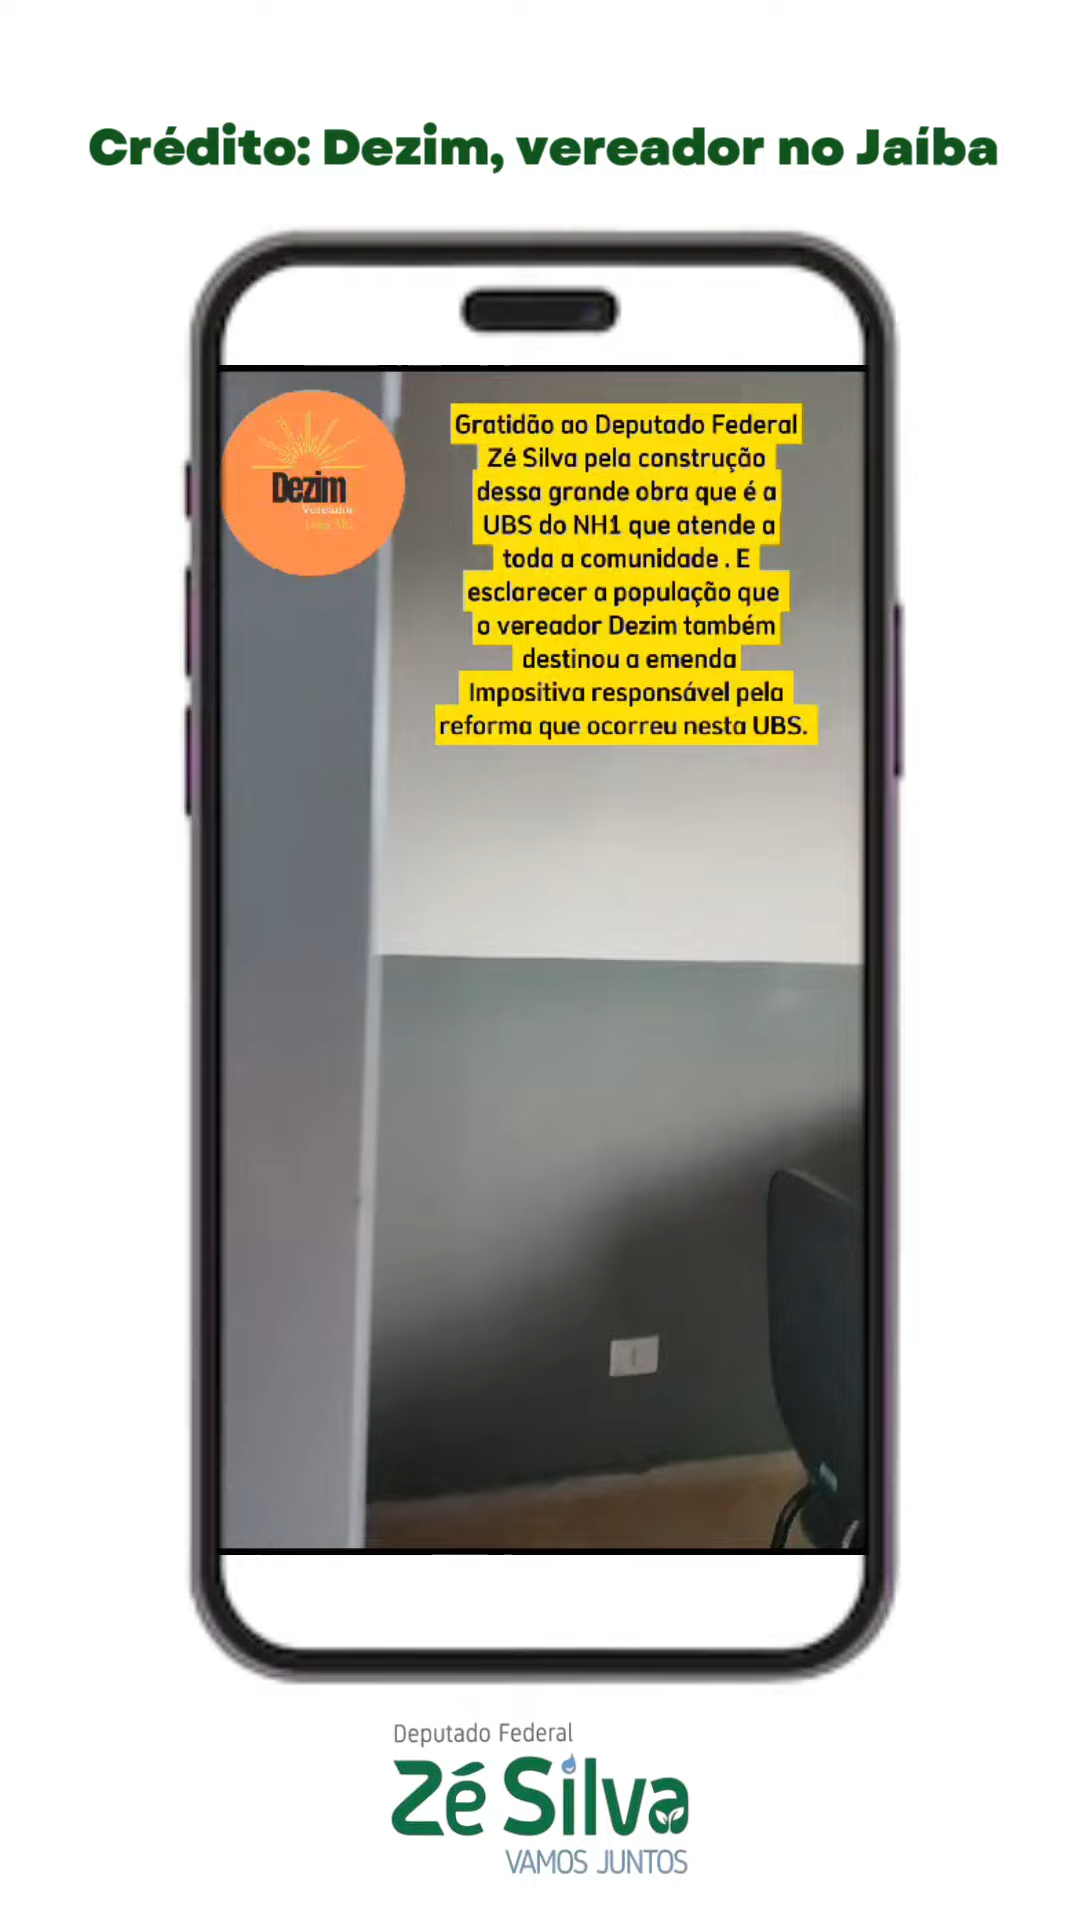 Crédito: Dezim, vereador no Jaíba
Dezim
Vereador
Gratidão ao Deputado Federal
Zé Silva pela construção
dessa grande obra que é a
UBS do NH1 que atende a
toda a comunidade . E
esclarecer a população que
o vereador Dezim também
destinou a emenda
Impositiva responsável pela
reforma que ocorreu nesta UBS.
Deputado Federal
Zé Silva
VAMOS JUNTOS